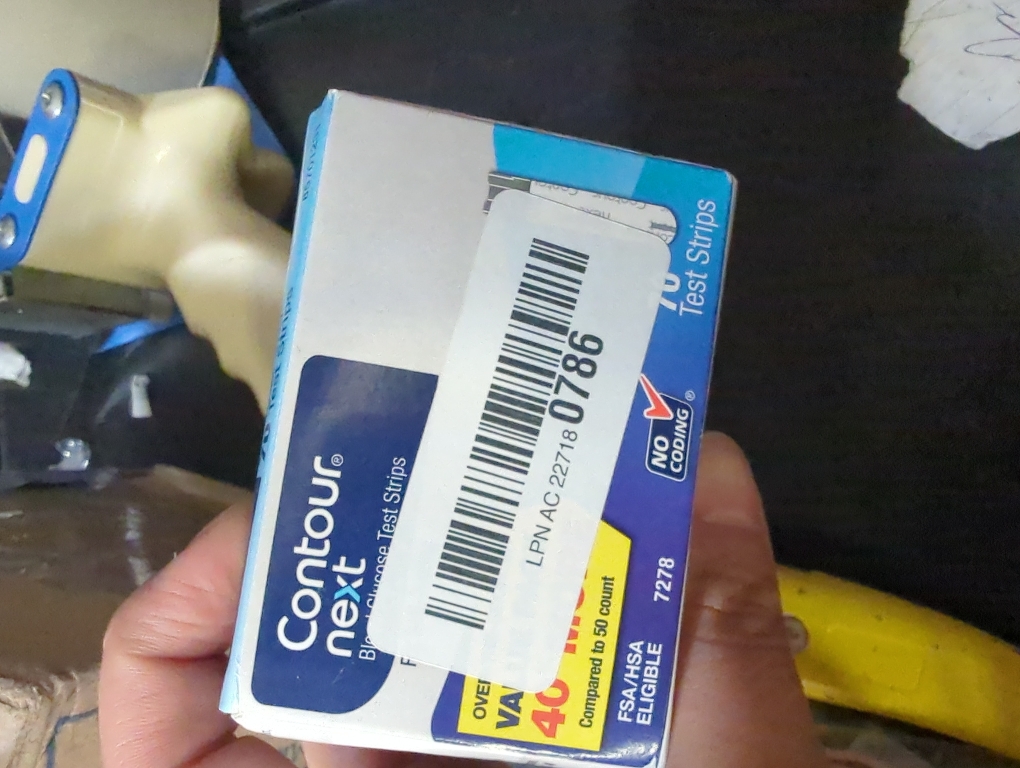 Contour®
next
Glucose Test Strips
LPN AC 22718 0786
70
Test Strips
NO
CODING®
40
Compared to 50 count
7278
FSA/HSA
ELIGIBLE